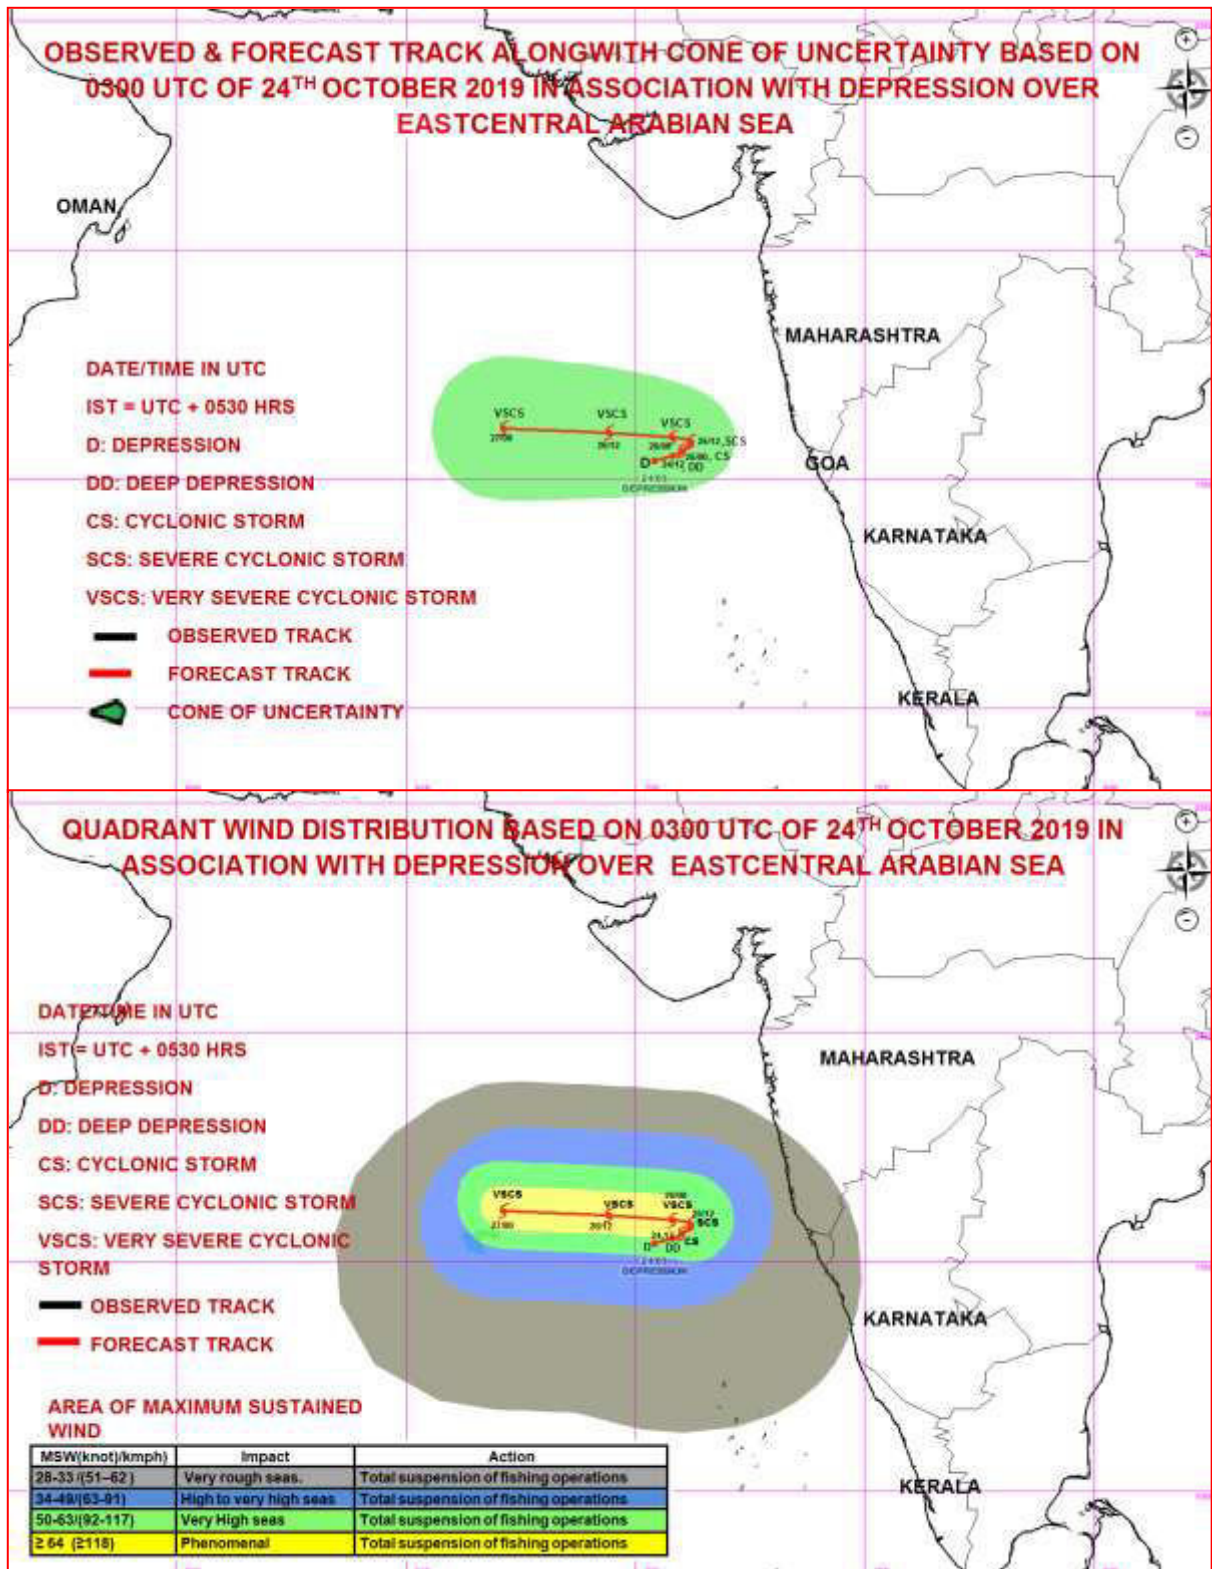 OBSERVED & FORECAST TRACK ALONGWITH CONE OF UNCERTAINTY BASED ON
0300 UTC OF 24TH OCTOBER 2019 IN ASSOCIATION WITH DEPRESSION OVER
EASTCENTRAL ARABIAN SEA
OMAN
MAHARASHTRA
DATE/TIME IN UTC
IST = UTC + 0530 HRS
D: DEPRESSION
DD: DEEP DEPRESSION
CS: CYCLONIC STORM
SCS: SEVERE CYCLONIC STORM
VSCS: VERY SEVERE CYCLONIC STORM
OBSERVED TRACK
FORECAST TRACK
CONE OF UNCERTAINTY
VSCS
VSCS
VSCS
26/12
SCS
CS
D
24/12
DD
DEPRESSION
GOA
KARNATAKA
KERALA
QUADRANT WIND DISTRIBUTION BASED ON 0300 UTC OF 24TH OCTOBER 2019 IN
ASSOCIATION WITH DEPRESSION OVER EASTCENTRAL ARABIAN SEA
DATE/TIME IN UTC
IST = UTC + 0530 HRS
D: DEPRESSION
DD: DEEP DEPRESSION
CS: CYCLONIC STORM
SCS: SEVERE CYCLONIC STORM
VSCS: VERY SEVERE CYCLONIC
STORM
OBSERVED TRACK
FORECAST TRACK
MAHARASHTRA
VSCS
VSCS
VSCS
SCS
CS
D
DD
DEPRESSION
KARNATAKA
KERALA
AREA OF MAXIMUM SUSTAINED
WIND
MSW(knot)/kmph) Impact Action
28-33/(51–62) Very rough seas. Total suspension of fishing operations
34-49/(63-91) High to very high seas Total suspension of fishing operations
50-63/(92-117) Very High seas Total suspension of fishing operations
≥ 64 (≥118) Phenomenal Total suspension of fishing operations